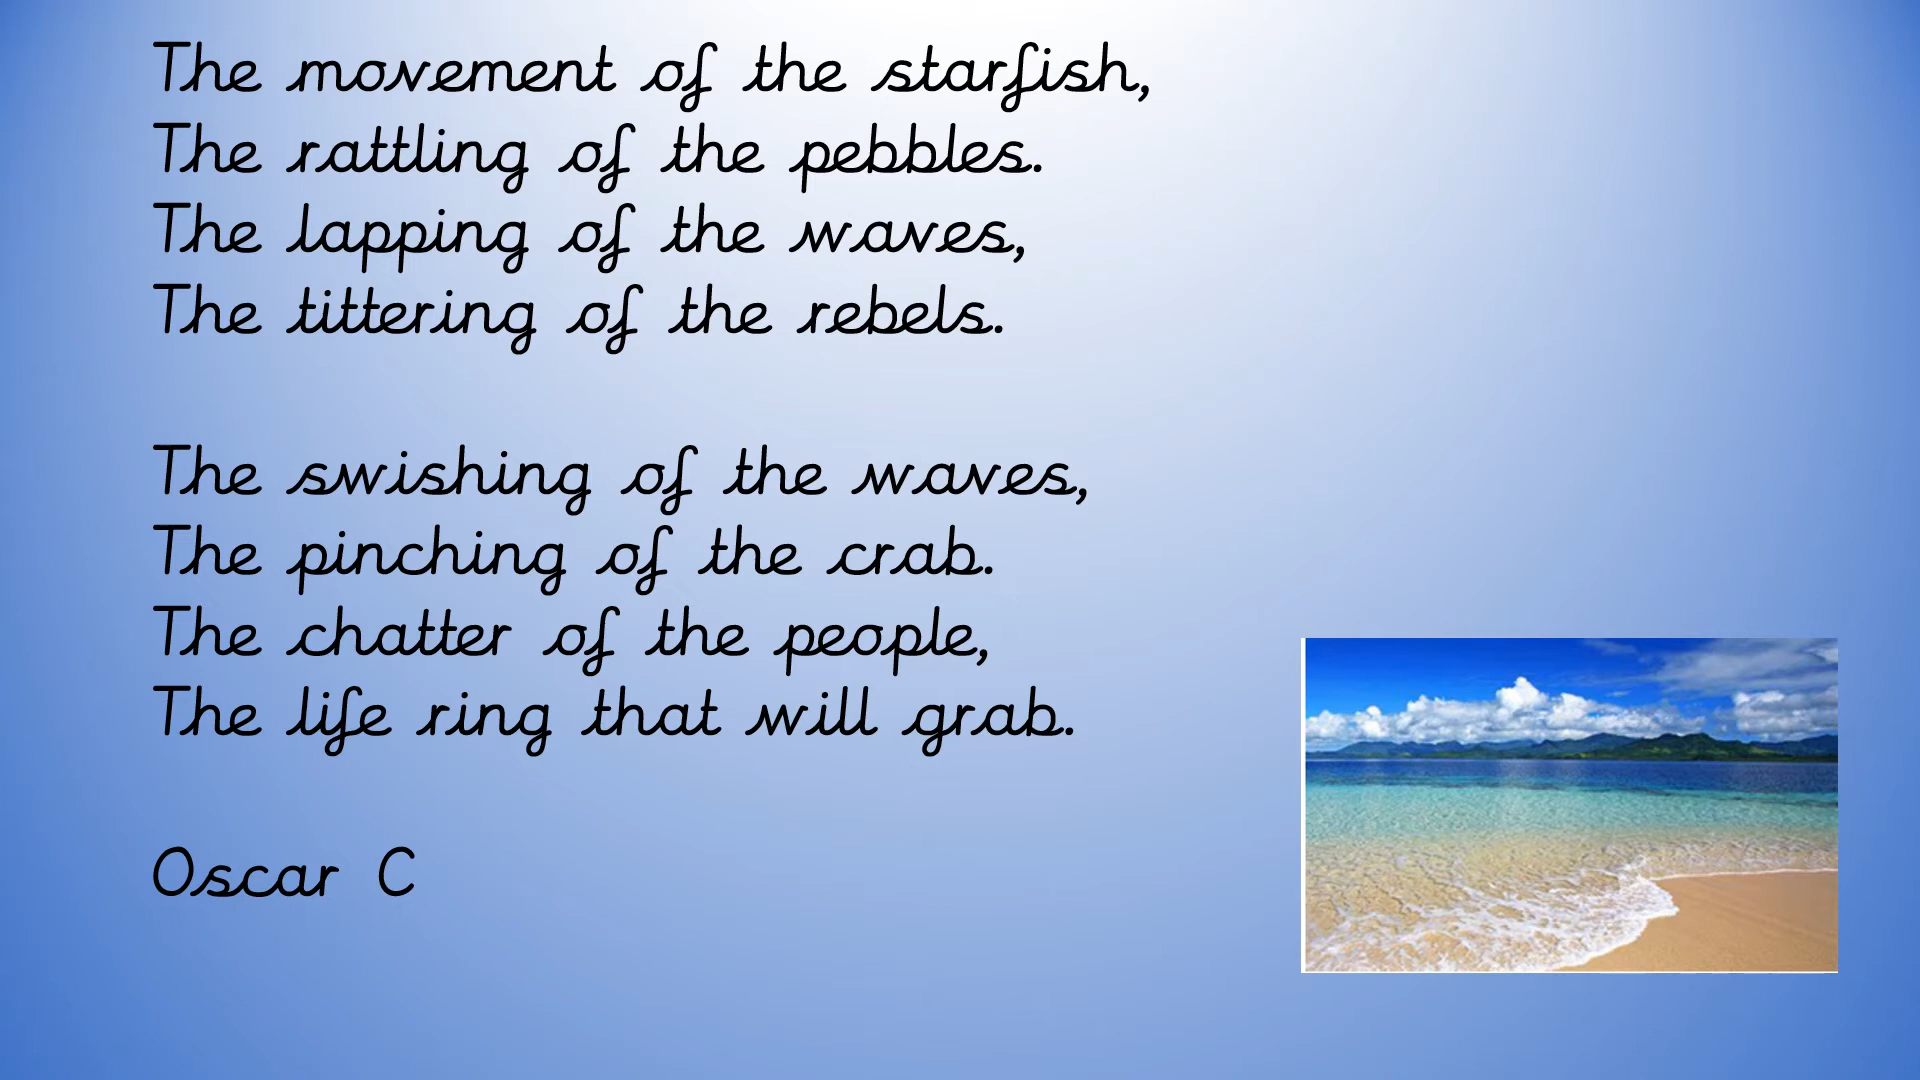 The movement of the starfish,
The rattling of the pebbles.
The lapping of the waves,
The tittering of the rebels.
The swishing of the waves,
The pinching of the crab.
The chatter of the people,
The life ring that will grab.
Oscar C